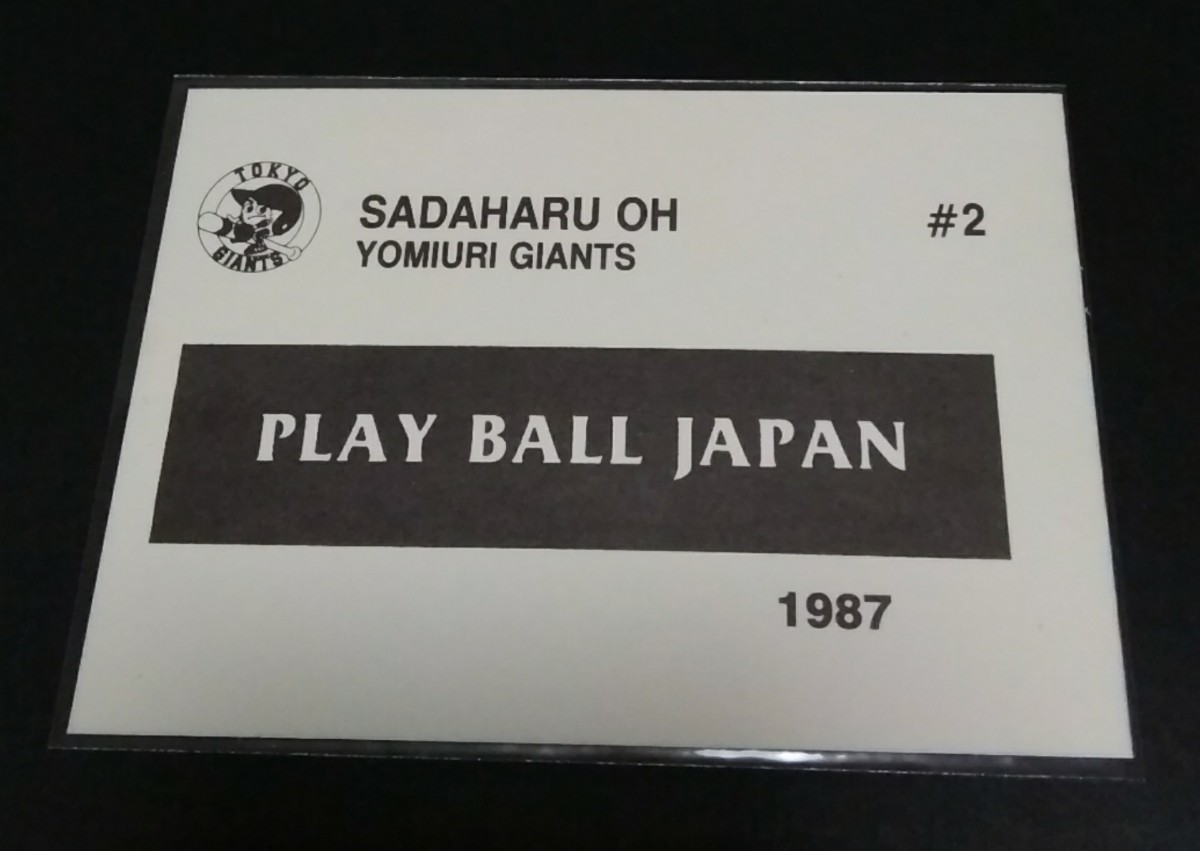 TOKYO
GIANTS
SADAHARU OH
#2
YOMIURI GIANTS
PLAY BALL JAPAN
1987